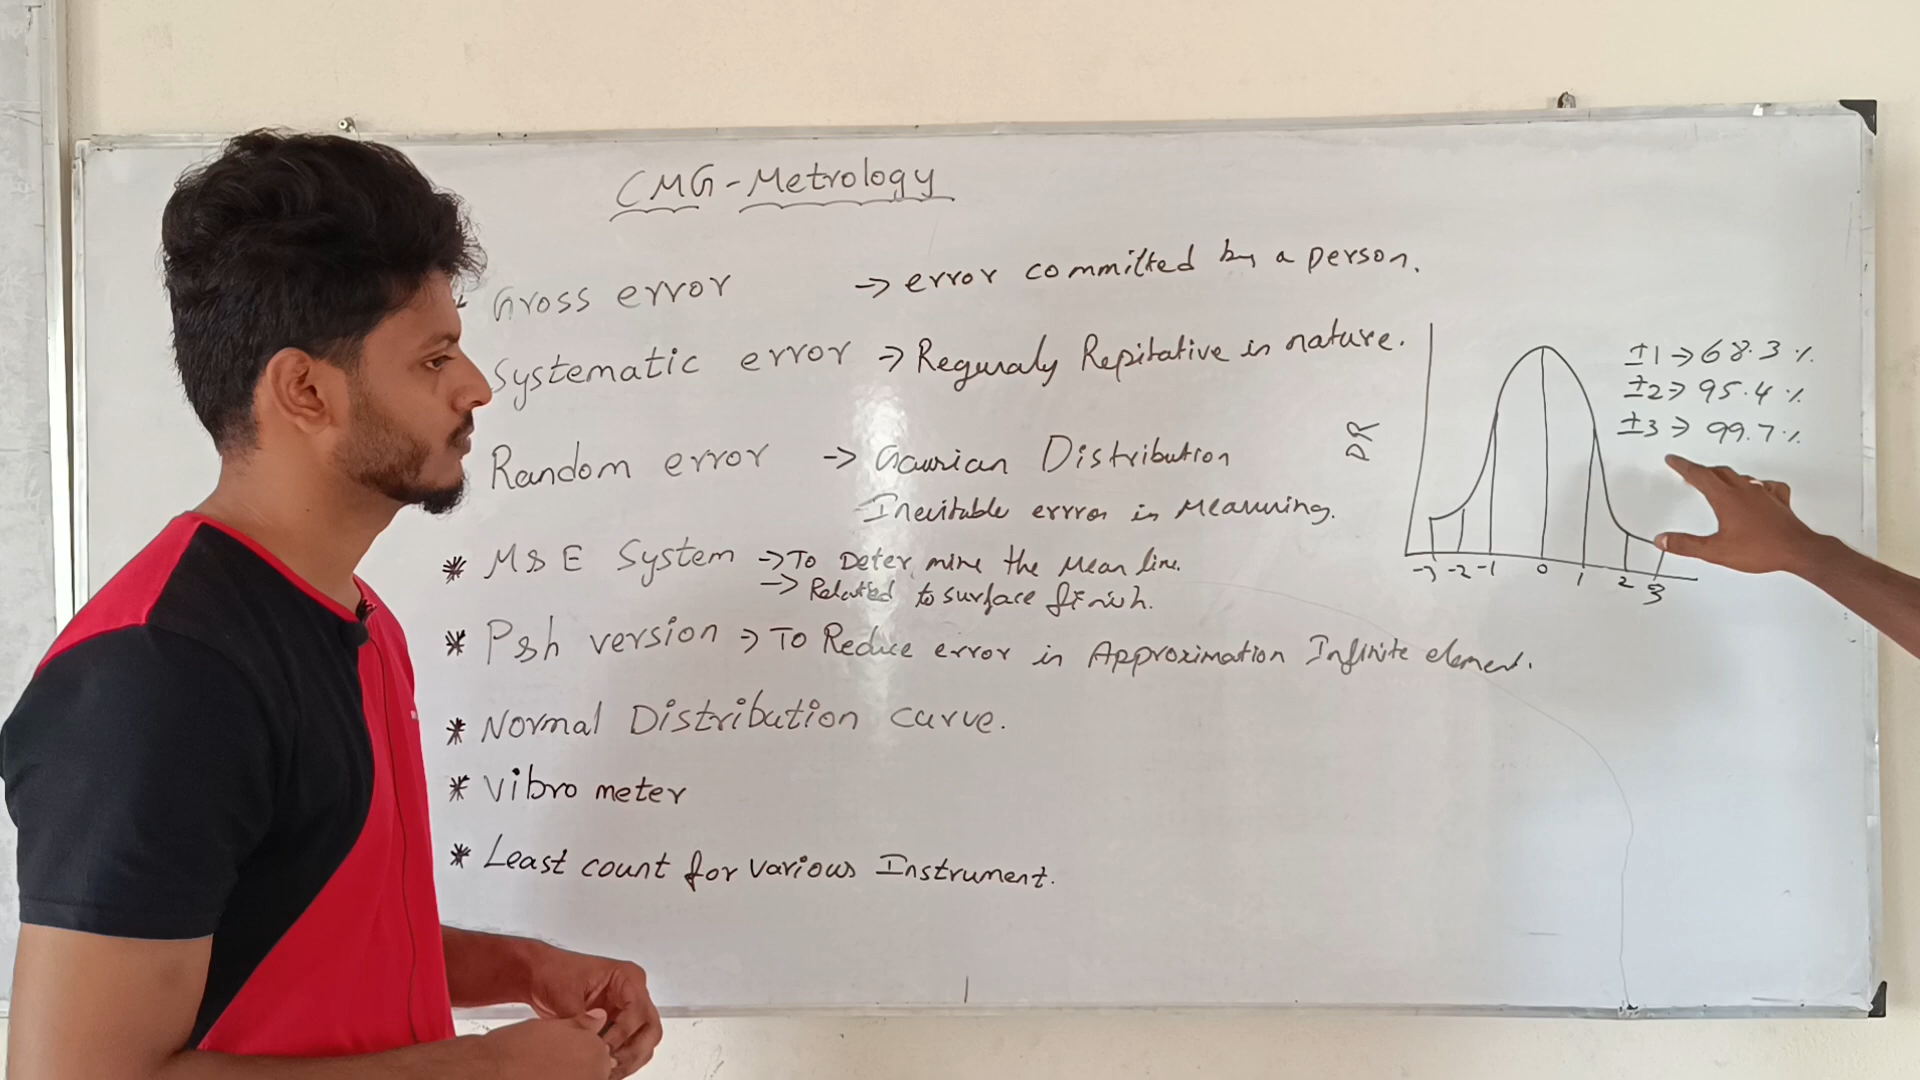 CMG-Metrology
Gross error → error committed by a person.
Systematic error → Reguraly Repitative in nature.
Random error → Gaursian Distribution
Inevitable error in Measuring.
* M & E System → To Determine the Mean line.
→ Related to surface finish.
* P & h version → To Reduce error in Approximation Infinite element.
* Normal Distribution curve.
* Vibro meter
* Least count for various Instrument.
±1 → 68.3 %
±2 → 95.4 %
±3 → 99.7 %
-3 -2 -1 0 1 2 3